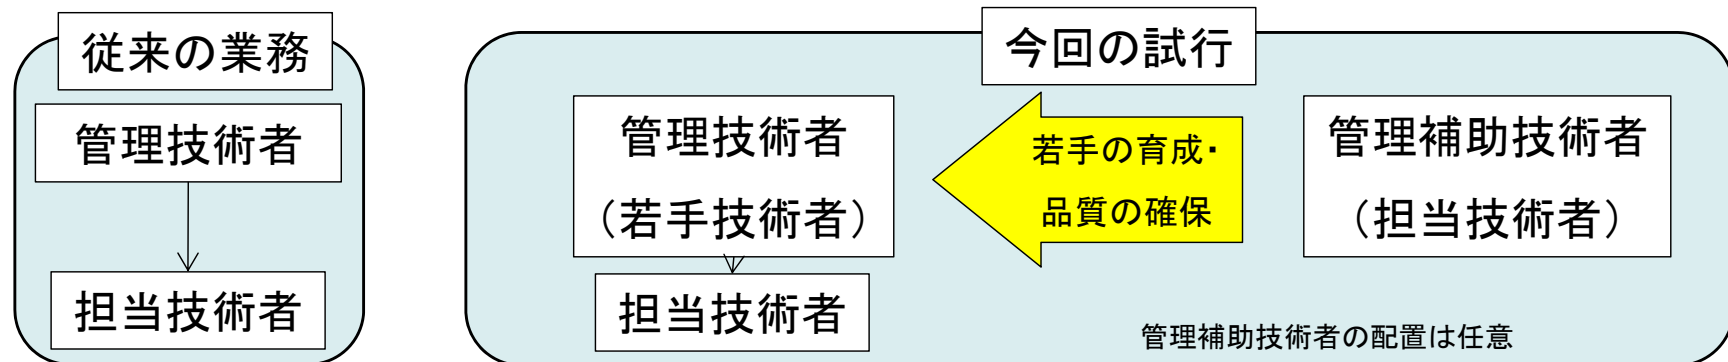 従来の業務
管理技術者
担当技術者
今回の試行
管理技術者
（若手技術者）
担当技術者
若手の育成・
品質の確保
管理補助技術者
（担当技術者）
管理補助技術者の配置は任意